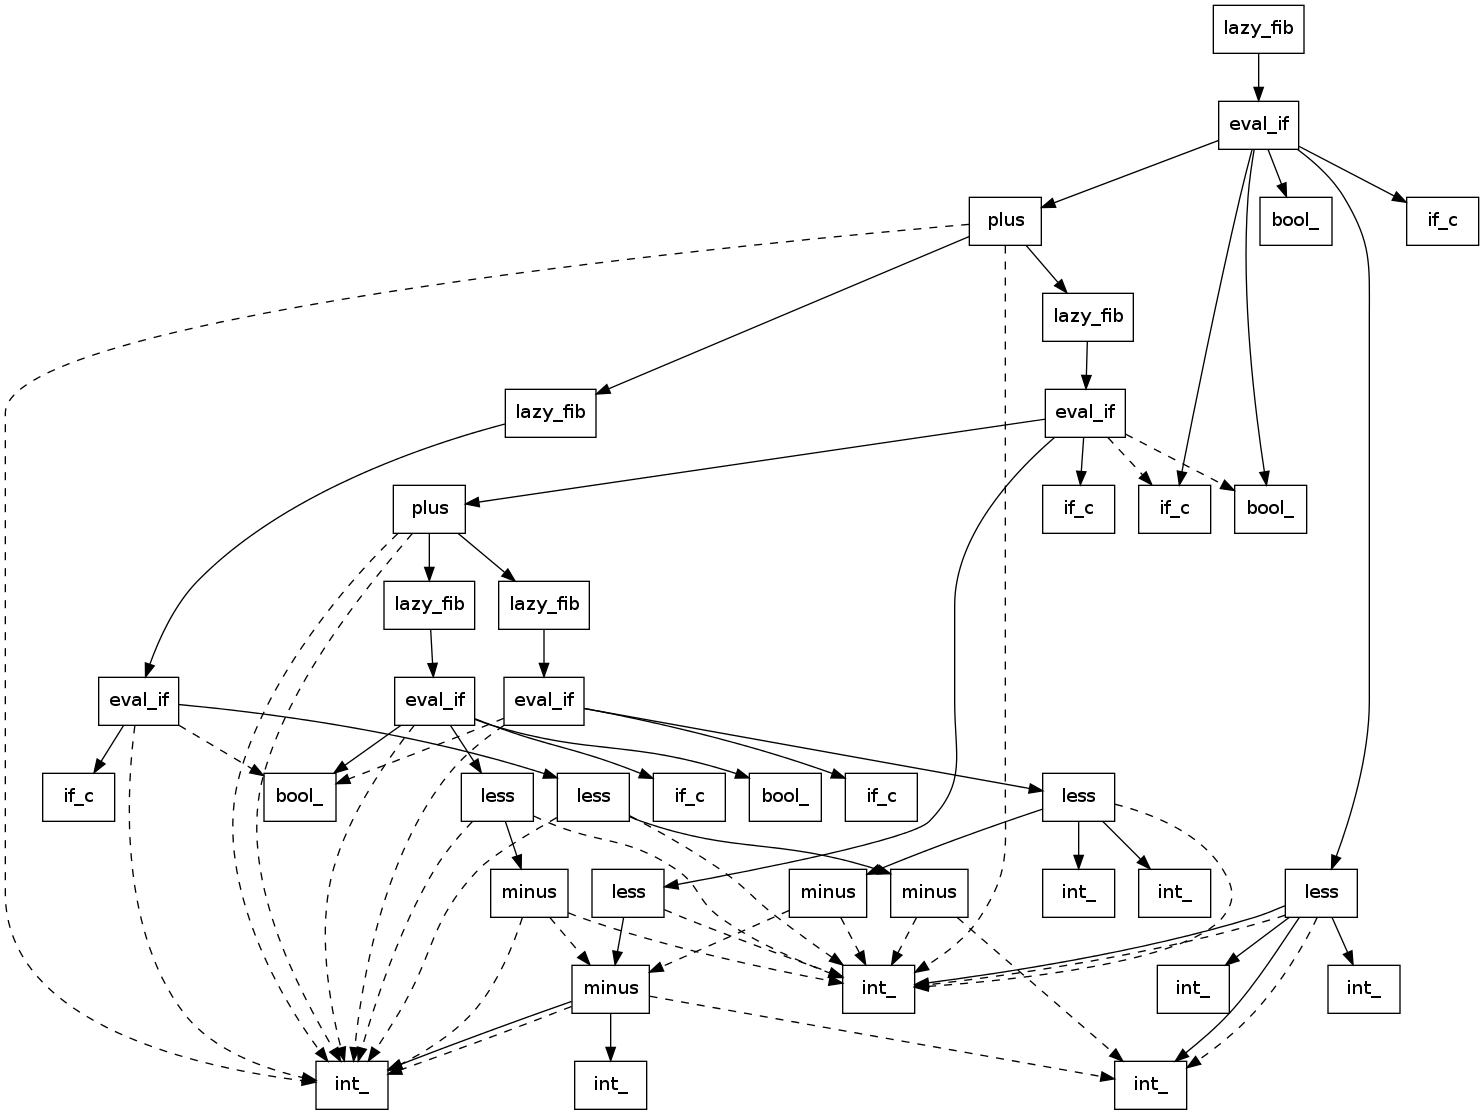 lazy_fib
eval_if
plus
bool_
if_c
lazy_fib
lazy_fib
eval_if
plus
if_c
if_c
bool_
lazy_fib
lazy_fib
eval_if
eval_if
eval_if
if_c
bool_
less
less
if_c
bool_
if_c
less
minus
less
minus
minus
int_
int_
less
minus
int_
int_
int_
int_
int_
int_